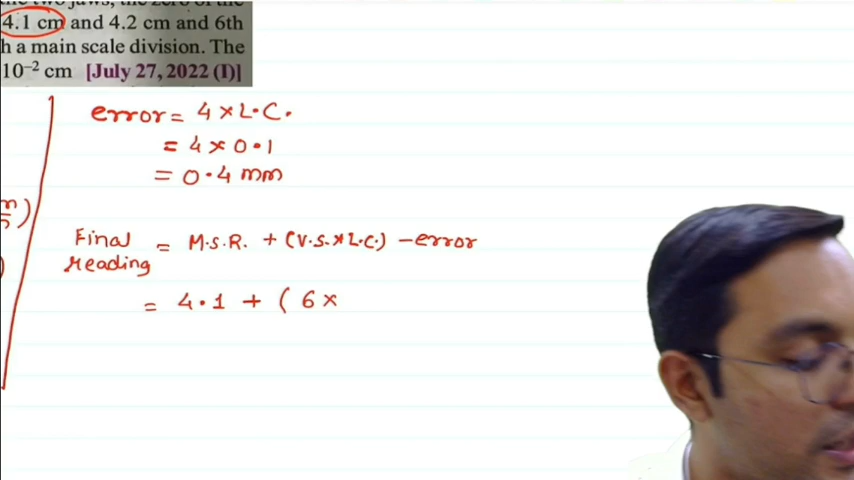 4.1 cm and 4.2 cm and 6th
h a main scale division. The
10⁻² cm [July 27, 2022 (I)]
error = 4 × L.C.
= 4 × 0.1
= 0.4 mm
Final reading = M.S.R. + (V.S. × L.C.) - error
= 4.1 + ( 6 ×